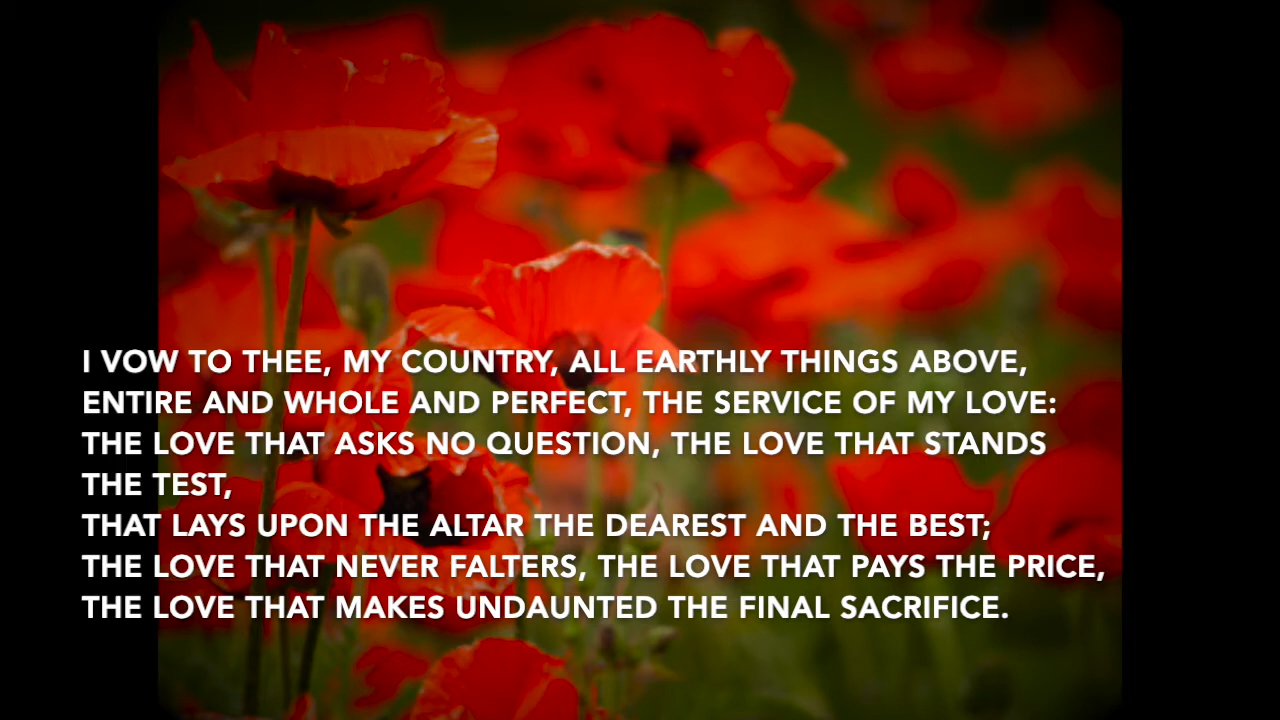 I VOW TO THEE, MY COUNTRY, ALL EARTHLY THINGS ABOVE,
ENTIRE AND WHOLE AND PERFECT, THE SERVICE OF MY LOVE:
THE LOVE THAT ASKS NO QUESTION, THE LOVE THAT STANDS
THE TEST,
THAT LAYS UPON THE ALTAR THE DEAREST AND THE BEST;
THE LOVE THAT NEVER FALTERS, THE LOVE THAT PAYS THE PRICE,
THE LOVE THAT MAKES UNDAUNTED THE FINAL SACRIFICE.